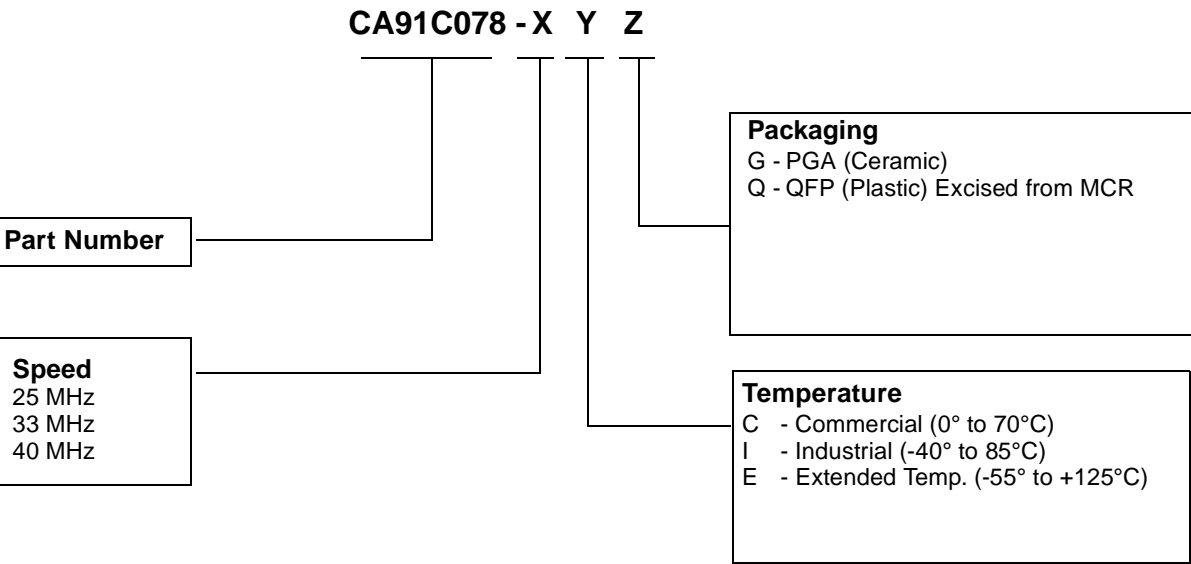 CA91C078 - X Y Z
Packaging
G - PGA (Ceramic)
Q - QFP (Plastic) Excised from MCR
Part Number
Speed
25 MHz
33 MHz
40 MHz
Temperature
C - Commercial (0° to 70°C)
I - Industrial (-40° to 85°C)
E - Extended Temp. (-55° to +125°C)